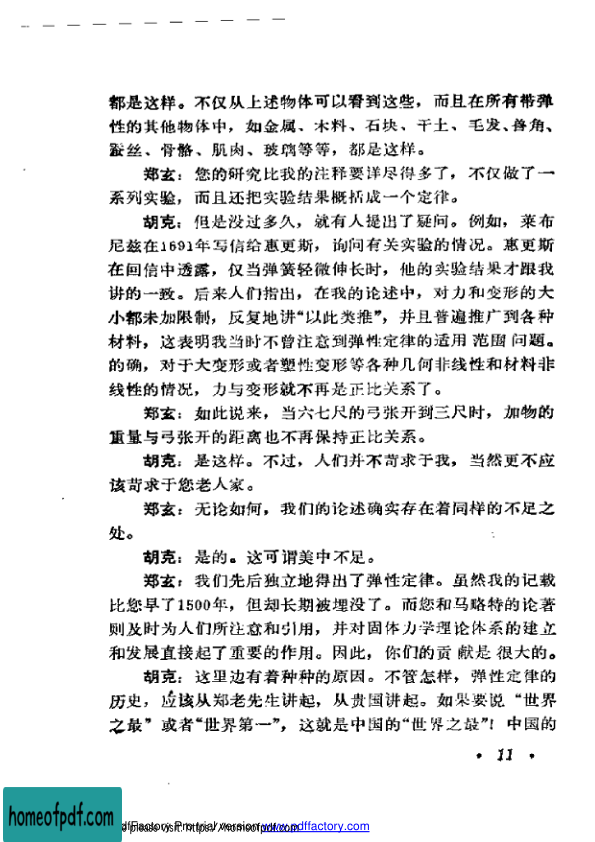 都是这样。不仅从上述物体可以看到这些，而且在所有带弹
性的其他物体中，如金属、木料、石块、干土、毛发、兽角、
蚕丝、骨骼、肌肉、玻璃等等，都是这样。
郑玄：您的研究比我的注释要详尽得多了，不仅做了一
系列实验，而且还把实验结果概括成一个定律。
胡克：但是没过多久，就有人提出了疑问。例如，莱布
尼兹在1691年写信给惠更斯，询问有关实验的情况。惠更斯
在回信中透露，仅当弹簧轻微伸长时，他的实验结果才跟我
讲的一致。后来人们指出，在我的论述中，对力和变形的大
小都未加限制，反复地讲“以此类推”，并且普遍推广到各种
材料，这表明我当时不曾注意到弹性定律的适用范围问题。
的确，对于大变形或者塑性变形等各种几何非线性和材料非
线性的情况，力与变形就不再是正比关系了。
郑玄：如此说来，当六七尺的弓张开到三尺时，加物的
重量与弓张开的距离也不再保持正比关系。
胡克：是这样。不过，人们并不苛求于我，当然更不应
该苛求于您老人家。
郑玄：无论如何，我们的论述确实存在着同样的不足之
处。
胡克：是的。这可谓美中不足。
郑玄：我们先后独立地得出了弹性定律。虽然我的记载
比您早了1500年，但却长期被埋没了。而您和马略特的论著
则及时为人们所注意和引用，并对固体力学理论体系的建立
和发展直接起了重要的作用。因此，你们的贡献是很大的。
胡克：这里边有着种种的原因。不管怎样，弹性定律的
历史，应该从郑老先生讲起，从贵国讲起。如果要说“世界
之最”或者“世界第一”，这就是中国的“世界之最”！中国的
· 11 ·
homeofpdf.com
pdfFactory Pro trial version www.pdffactory.com
please visit: https://homeofpdf.com